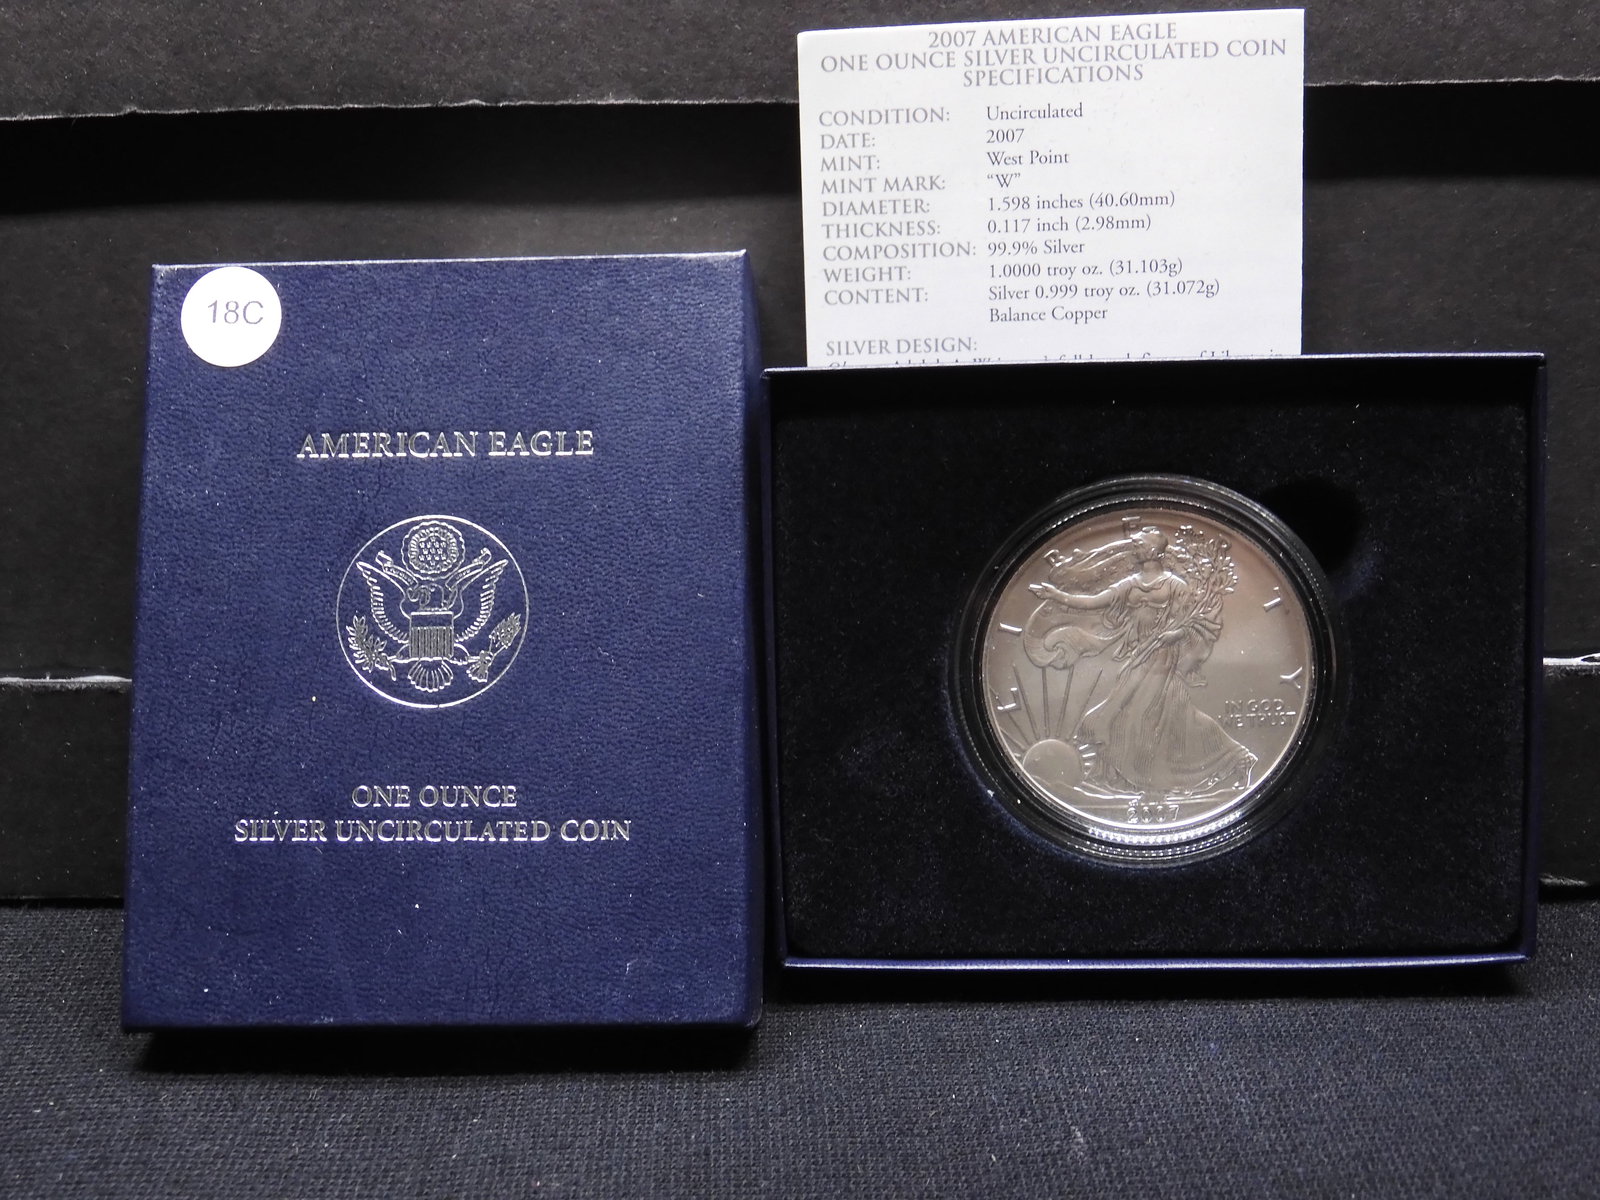 18C
AMERICAN EAGLE
ONE OUNCE
SILVER UNCIRCULATED COIN
2007 AMERICAN EAGLE
ONE OUNCE SILVER UNCIRCULATED COIN
SPECIFICATIONS
CONDITION: Uncirculated
DATE: 2007
MINT: West Point
MINT MARK: “W”
DIAMETER: 1.598 inches (40.60mm)
THICKNESS: 0.117 inch (2.98mm)
COMPOSITION: 99.9% Silver
WEIGHT: 1.0000 troy oz. (31.103g)
CONTENT: Silver 0.999 troy oz. (31.072g)
Balance Copper
SILVER DESIGN:
LIBERTY
IN GOD
WE TRUST
2007